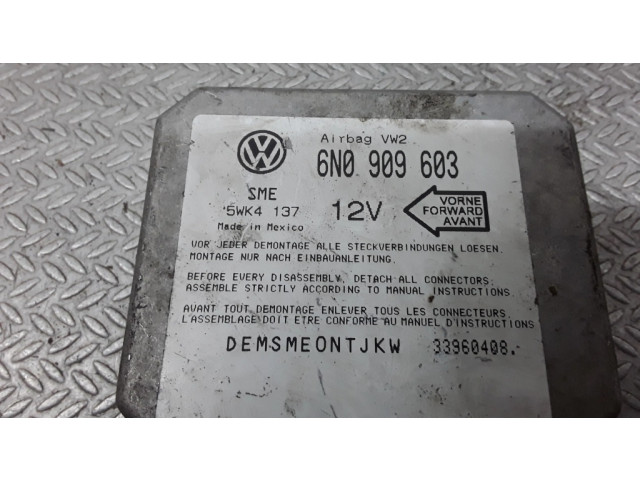 Airbag VW2
6N0 909 603
SME
5WK4 137
Made in Mexico
12V
VORNE
FORWARD
AVANT
VOR JEDER DEMONTAGE ALLE STECKVERBINDUNGEN LOESEN.
MONTAGE NUR NACH EINBAUANLEITUNG.
BEFORE EVERY DISASSEMBLY, DETACH ALL CONNECTORS.
ASSEMBLE STRICTLY ACCORDING TO MANUAL INSTRUCTIONS
AVANT TOUT DEMONTAGE ENLEVER TOUS LES CONNECTEURS.
L'ASSEMBLAGE DOIT ETRE CONFORME AU MANUEL D'INSTRUCTIONS
DEMSMEONTJKW 33960408.